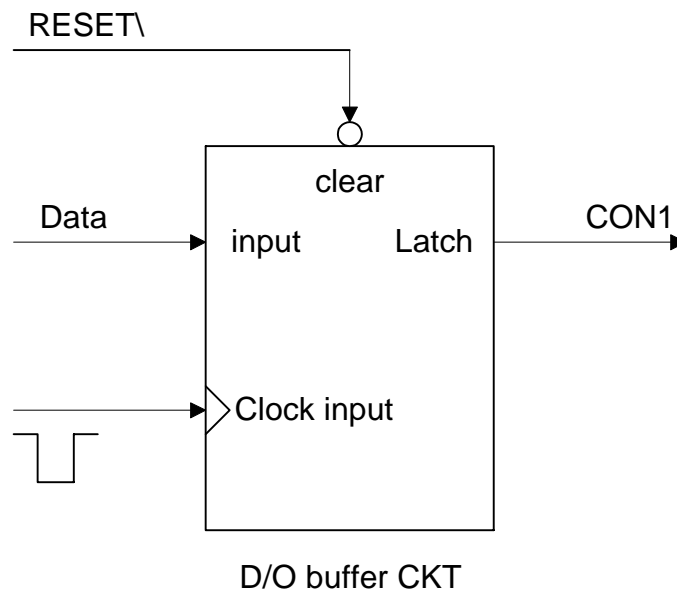 RESET\
clear
Data
input
Latch
CON1
Clock input
D/O buffer CKT